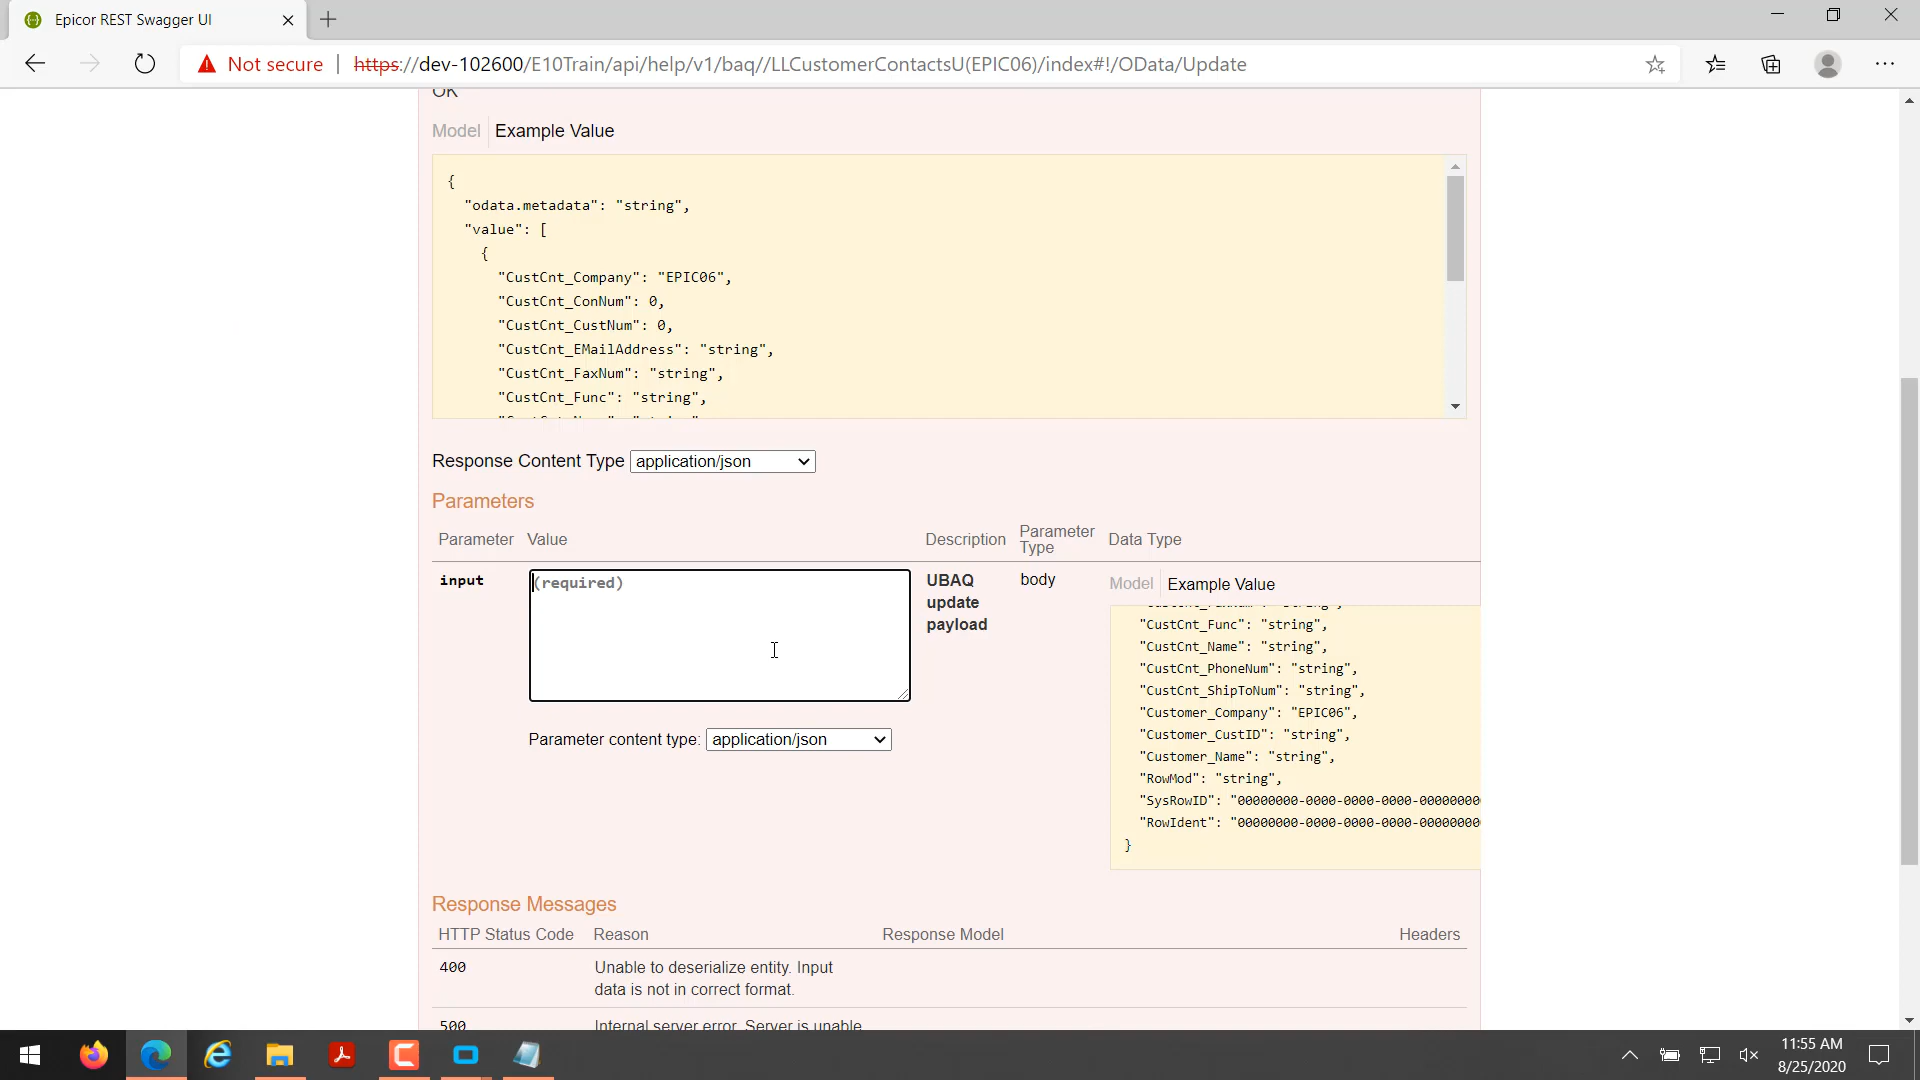 Epicor REST Swagger UI
Not secure | https://dev-102600/E10Train/api/help/v1/baq//LLCustomerContactsU(EPIC06)/index#!/OData/Update
OK
Model Example Value
{
"odata.metadata": "string",
"value": [
{
"CustCnt_Company": "EPIC06",
"CustCnt_ConNum": 0,
"CustCnt_CustNum": 0,
"CustCnt_EMailAddress": "string",
"CustCnt_FaxNum": "string",
"CustCnt_Func": "string",
Response Content Type application/json
Parameters
Parameter Value Description Parameter Type Data Type
input (required) UBAQ update payload body Model Example Value
"CustCnt_Func": "string",
"CustCnt_Name": "string",
"CustCnt_PhoneNum": "string",
"CustCnt_ShipToNum": "string",
"Customer_Company": "EPIC06",
"Customer_CustID": "string",
"Customer_Name": "string",
"RowMod": "string",
"SysRowID": "00000000-0000-0000-0000-000000000
"RowIdent": "00000000-0000-0000-0000-000000000
}
Parameter content type: application/json
Response Messages
HTTP Status Code Reason Response Model Headers
400 Unable to deserialize entity. Input
data is not in correct format.
500 Internal server error. Server is unable
11:55 AM
8/25/2020